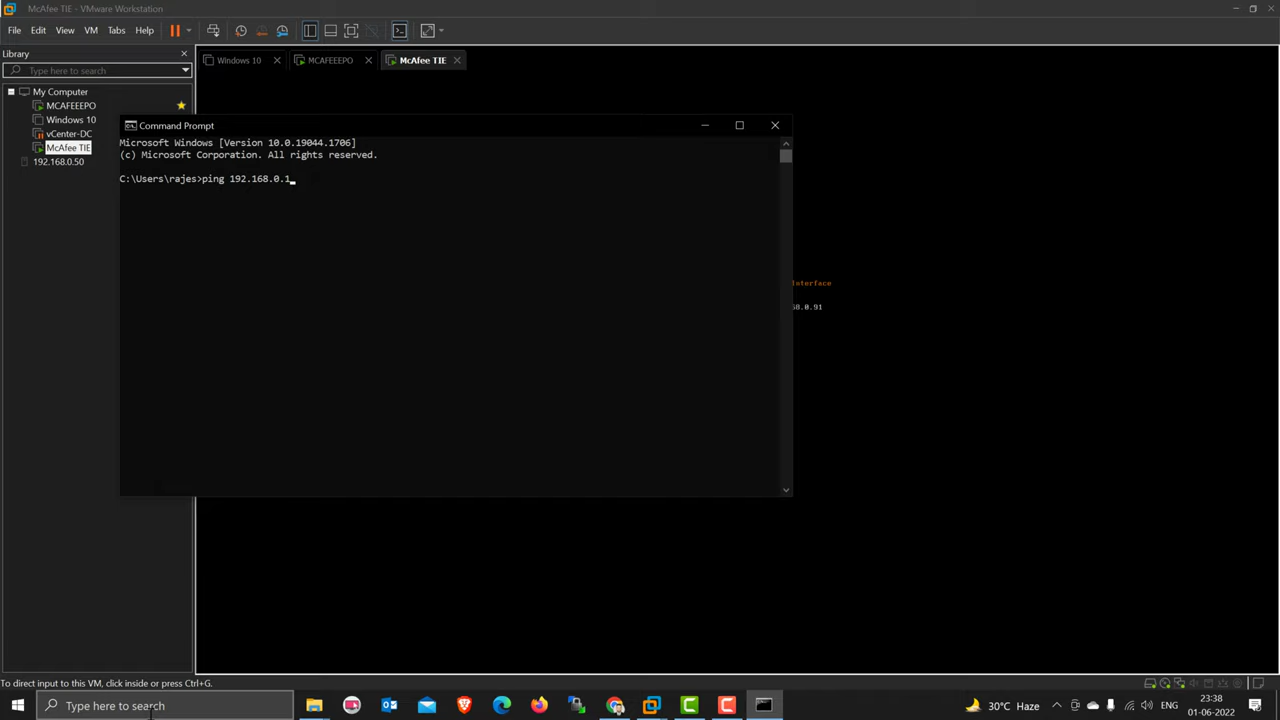 McAfee TIE - VMware Workstation
File Edit View VM Tabs Help
Library
Type here to search
My Computer
MCAFEEEPO
Windows 10
vCenter-DC
McAfee TIE
192.168.0.50
Windows 10 MCAFEEEPO McAfee TIE
Command Prompt
Microsoft Windows [Version 10.0.19044.1706]
(c) Microsoft Corporation. All rights reserved.
C:\Users\rajes>ping 192.168.0.1
nterface
68.0.91
To direct input to this VM, click inside or press Ctrl+G.
Type here to search
30°C Haze
ENG
23:38
01-06-2022